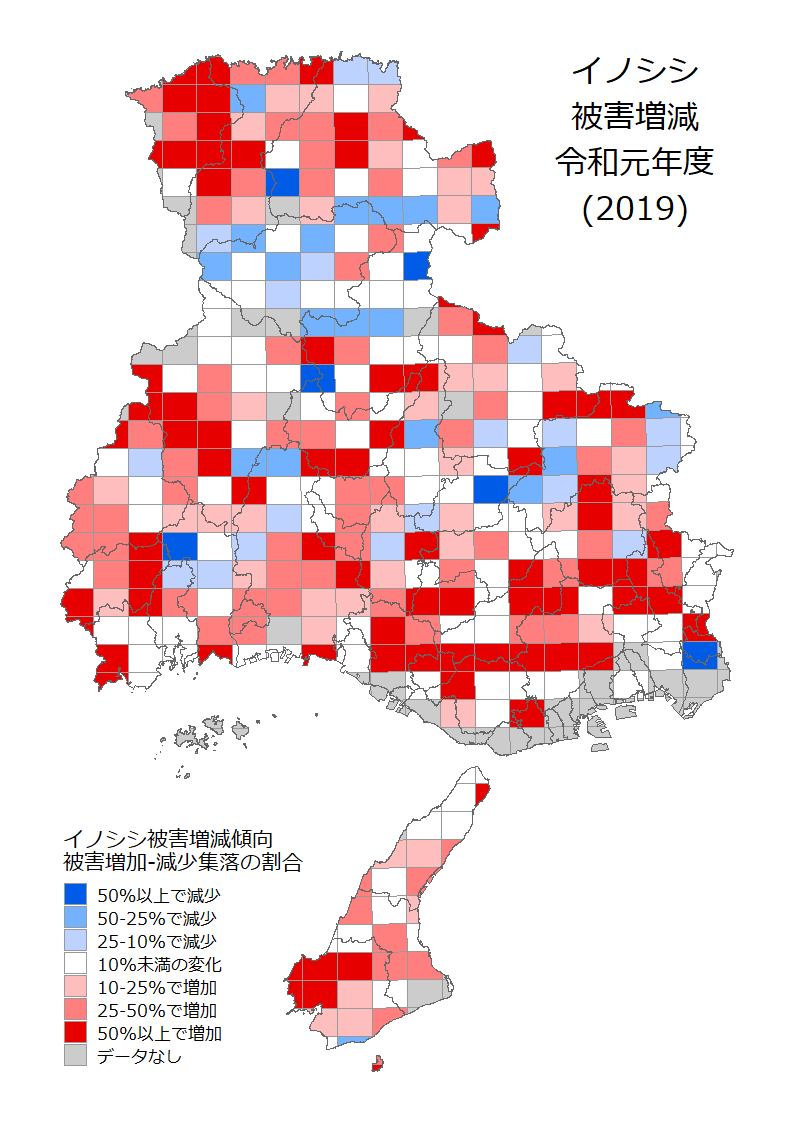 イノシシ
被害増減
令和元年度
(2019)
イノシシ被害増減傾向
被害増加-減少集落の割合
50%以上で減少
50-25%で減少
25-10%で減少
10%未満の変化
10-25%で増加
25-50%で増加
50%以上で増加
データなし